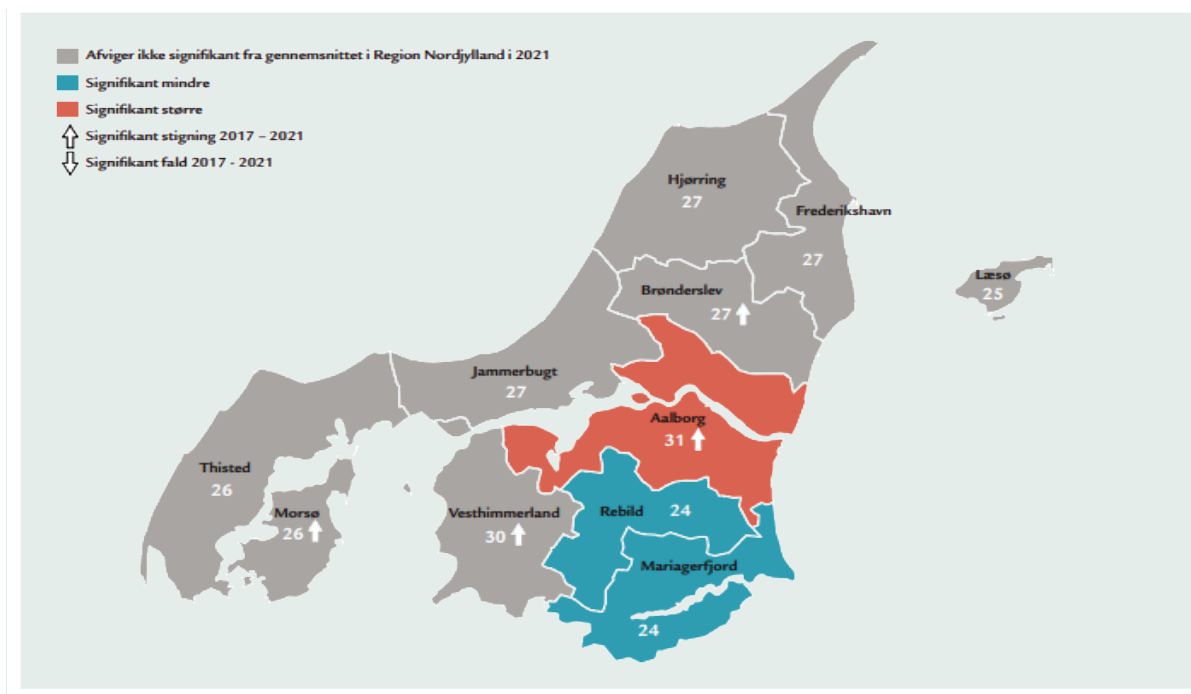 Afviger ikke signifikant fra gennemsnittet i Region Nordjylland i 2021
Signifikant mindre
Signifikant større
Signifikant stigning 2017 – 2021
Signifikant fald 2017 - 2021
Hjørring
27
Frederikshavn
27
Læsø
25
Brønderslev
27
Jammerbugt
27
Aalborg
31
Thisted
26
Morsø
26
Vesthimmerland
30
Rebild 24
Mariagerfjord
24